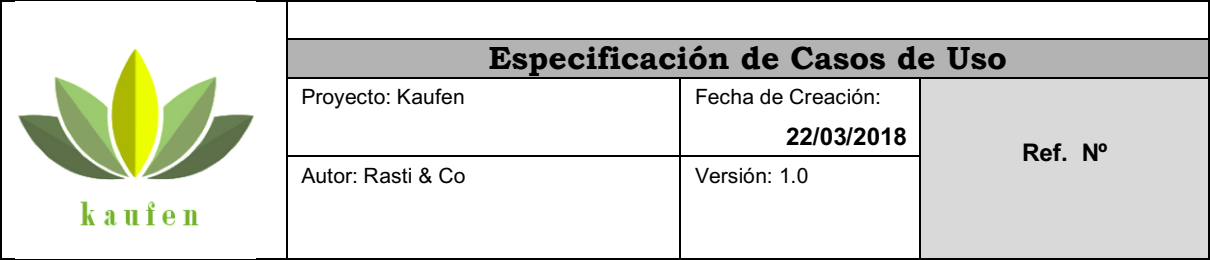 Especificación de Casos de Uso
Proyecto: Kaufen
Fecha de Creación:
22/03/2018
Ref. Nº
Autor: Rasti & Co
Versión: 1.0
kaufen